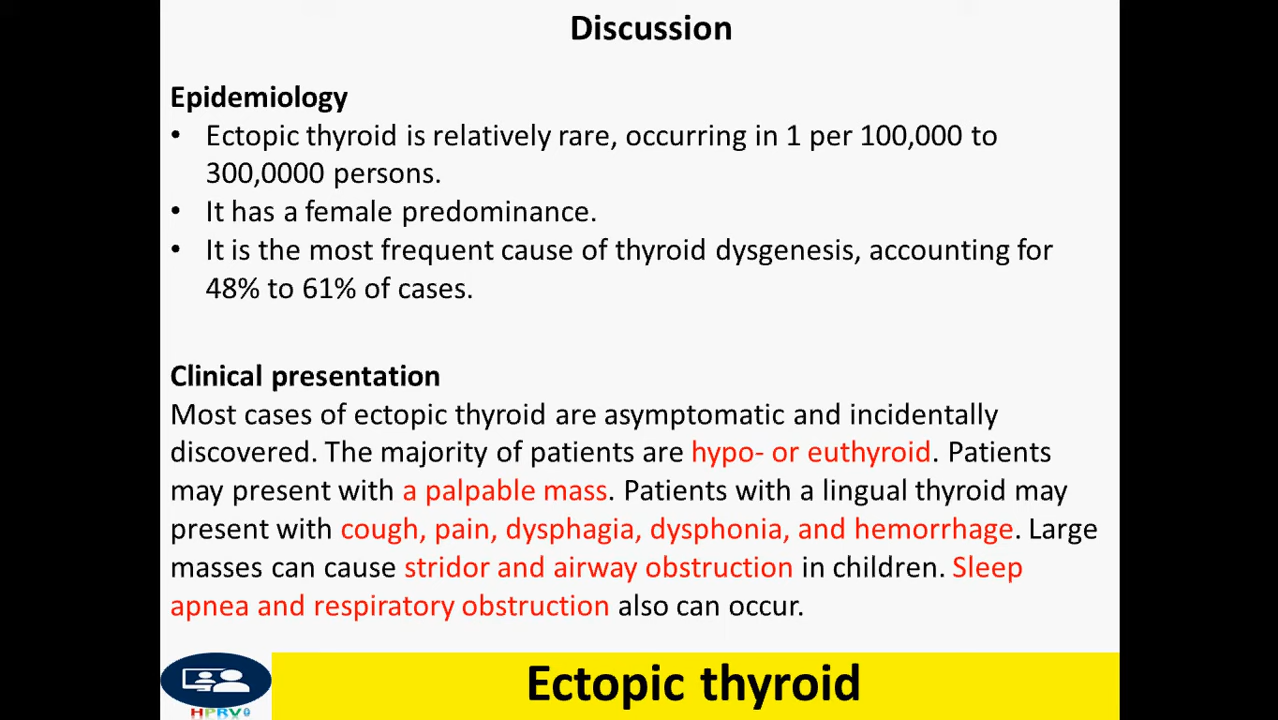 Discussion
Epidemiology
• Ectopic thyroid is relatively rare, occurring in 1 per 100,000 to
300,0000 persons.
• It has a female predominance.
• It is the most frequent cause of thyroid dysgenesis, accounting for
48% to 61% of cases.
Clinical presentation
Most cases of ectopic thyroid are asymptomatic and incidentally
discovered. The majority of patients are hypo- or euthyroid. Patients
may present with a palpable mass. Patients with a lingual thyroid may
present with cough, pain, dysphagia, dysphonia, and hemorrhage. Large
masses can cause stridor and airway obstruction in children. Sleep
apnea and respiratory obstruction also can occur.
Ectopic thyroid